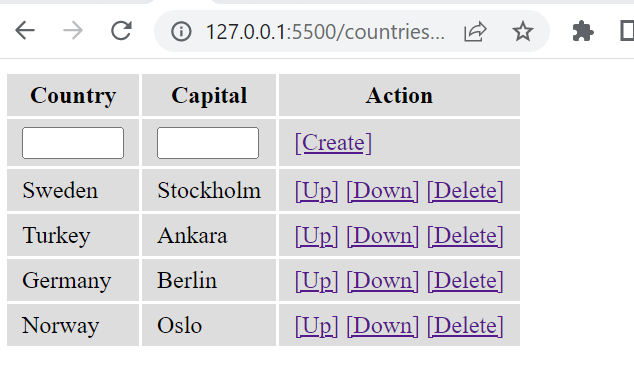 127.0.0.1:5500/countries...
Country Capital Action
[Create]
Sweden Stockholm [Up] [Down] [Delete]
Turkey Ankara [Up] [Down] [Delete]
Germany Berlin [Up] [Down] [Delete]
Norway Oslo [Up] [Down] [Delete]